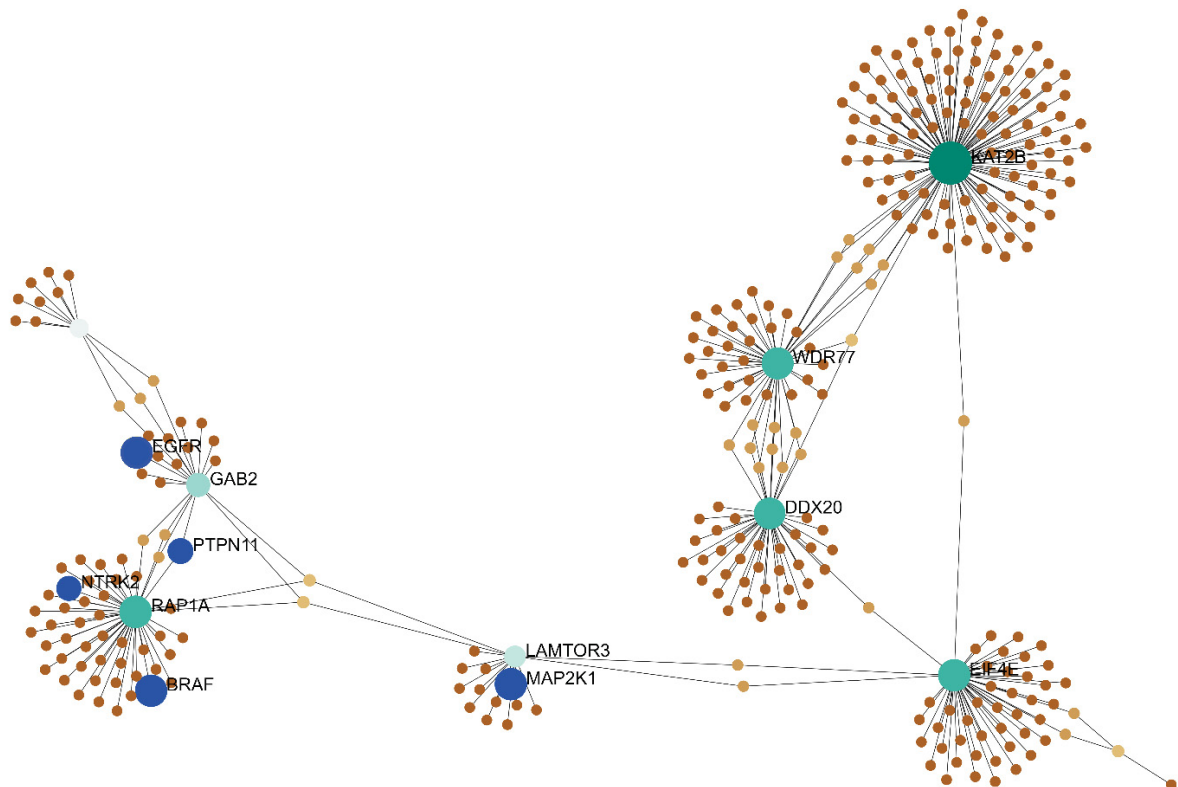 KAT2B
WDR77
EGFR
GAB2
DDX20
PTPN11
NTRK2
RAP1A
LAMTOR3
EIF4E
MAP2K1
BRAF